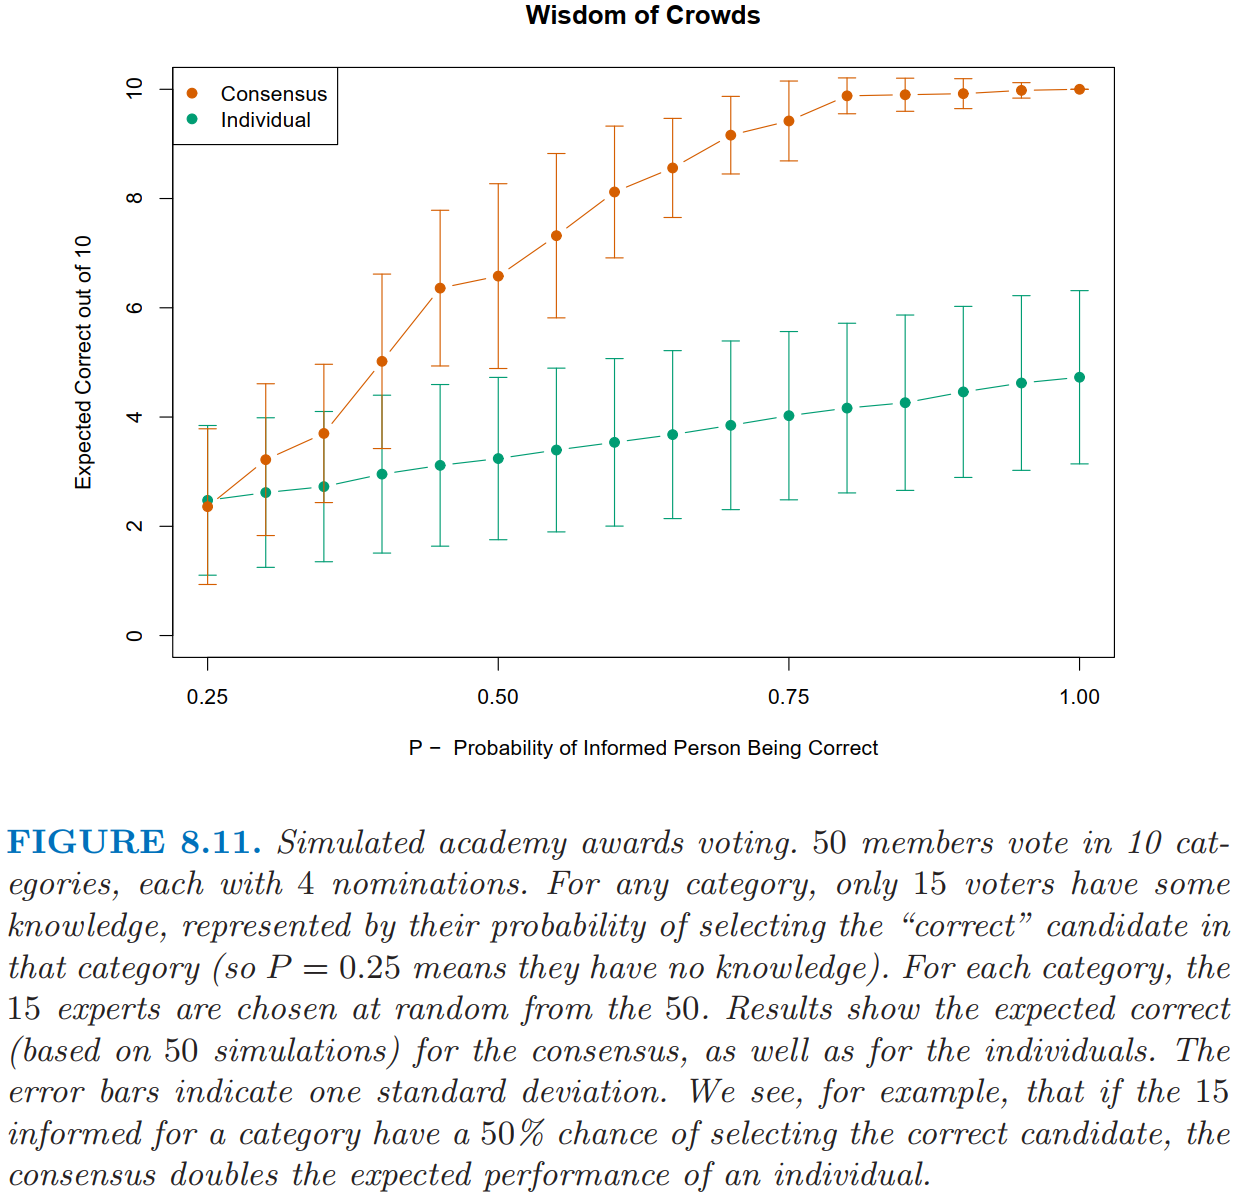 Wisdom of Crowds
Consensus
Individual
Expected Correct out of 10
10
8
6
4
2
0
0.25 0.50 0.75 1.00
P − Probability of Informed Person Being Correct
FIGURE 8.11. Simulated academy awards voting. 50 members vote in 10 cat-
egories, each with 4 nominations. For any category, only 15 voters have some
knowledge, represented by their probability of selecting the “correct” candidate in
that category (so P = 0.25 means they have no knowledge). For each category, the
15 experts are chosen at random from the 50. Results show the expected correct
(based on 50 simulations) for the consensus, as well as for the individuals. The
error bars indicate one standard deviation. We see, for example, that if the 15
informed for a category have a 50% chance of selecting the correct candidate, the
consensus doubles the expected performance of an individual.